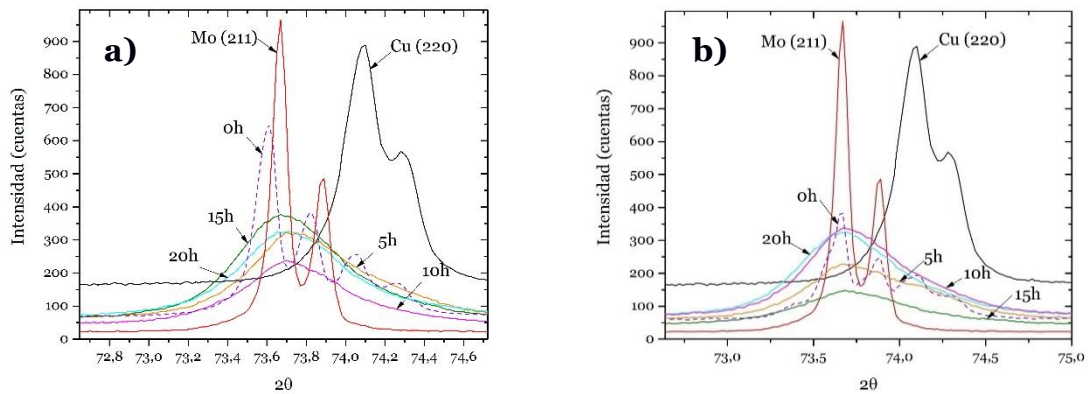 a)
Mo (211)
Cu (220)
0h
15h
20h
5h
10h
Intensidad (cuentas)
900
800
700
600
500
400
300
200
100
0
72,8 73,0 73,2 73,4 73,6 73,8 74,0 74,2 74,4 74,6
2θ
b)
Mo (211)
Cu (220)
0h
20h
5h
10h
15h
Intensidad (cuentas)
900
800
700
600
500
400
300
200
100
0
73,0 73,5 74,0 74,5 75,0
2θ